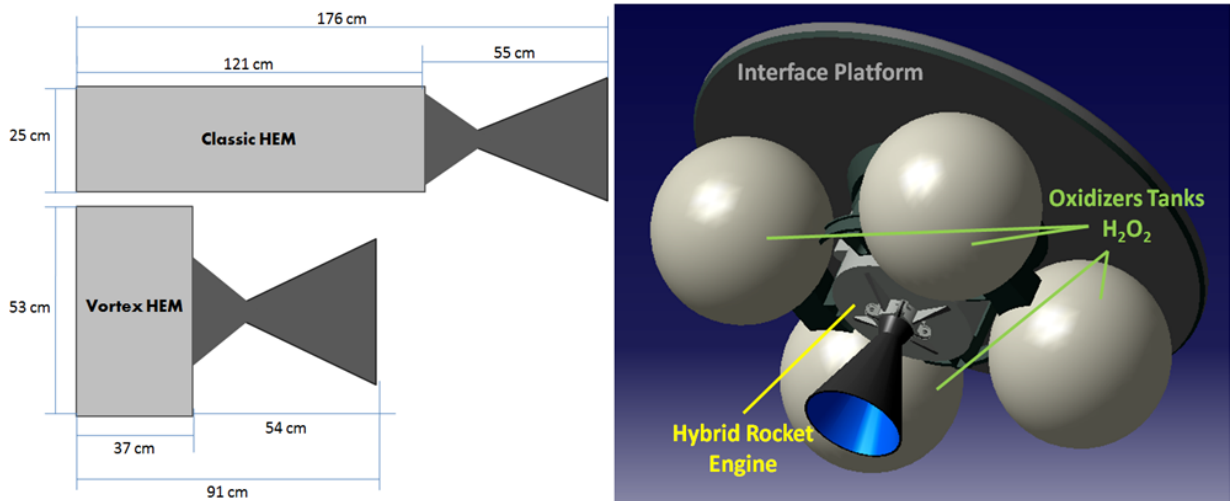 176 cm
121 cm
55 cm
25 cm
Classic HEM
53 cm
Vortex HEM
54 cm
37 cm
91 cm
Interface Platform
Oxidizers Tanks
H₂O₂
Hybrid Rocket
Engine